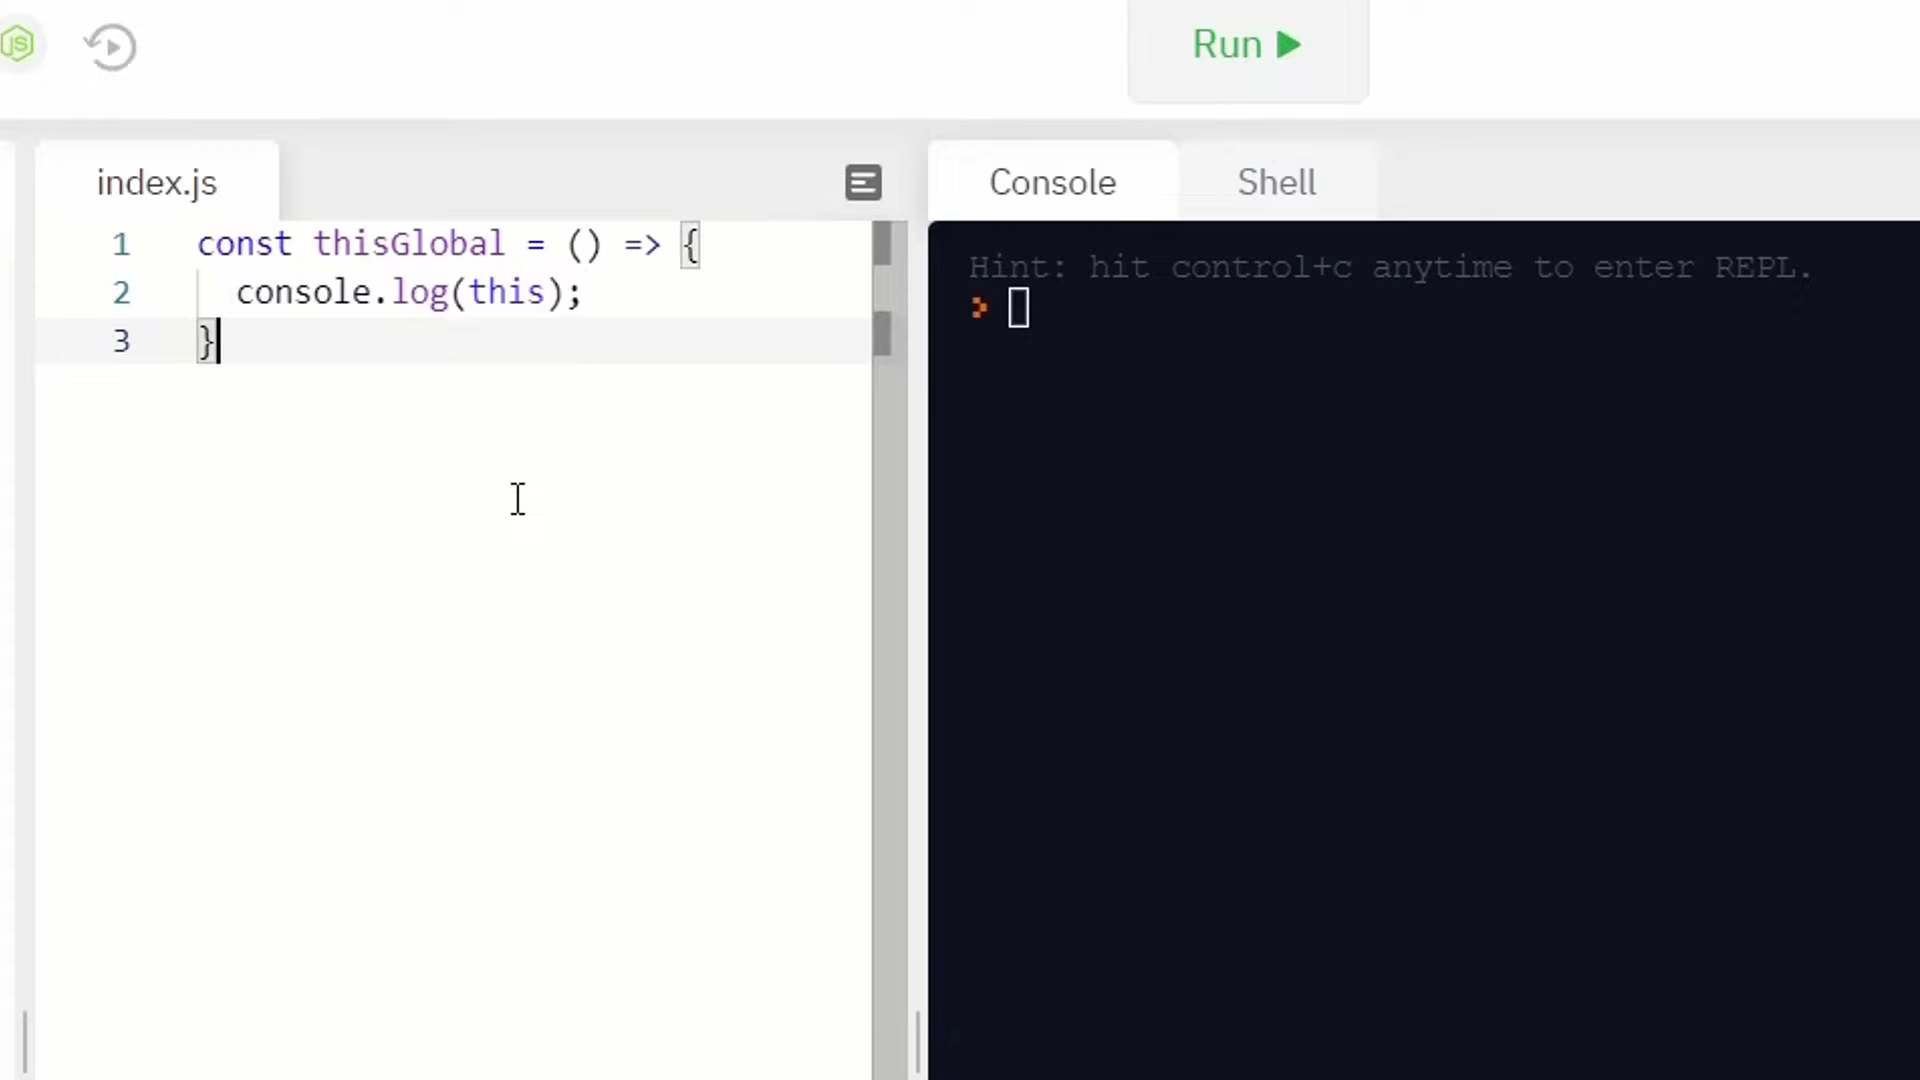 JS
Run
index.js
Console
Shell
1 const thisGlobal = () => {
2 console.log(this);
3 }
Hint: hit control+c anytime to enter REPL.
>